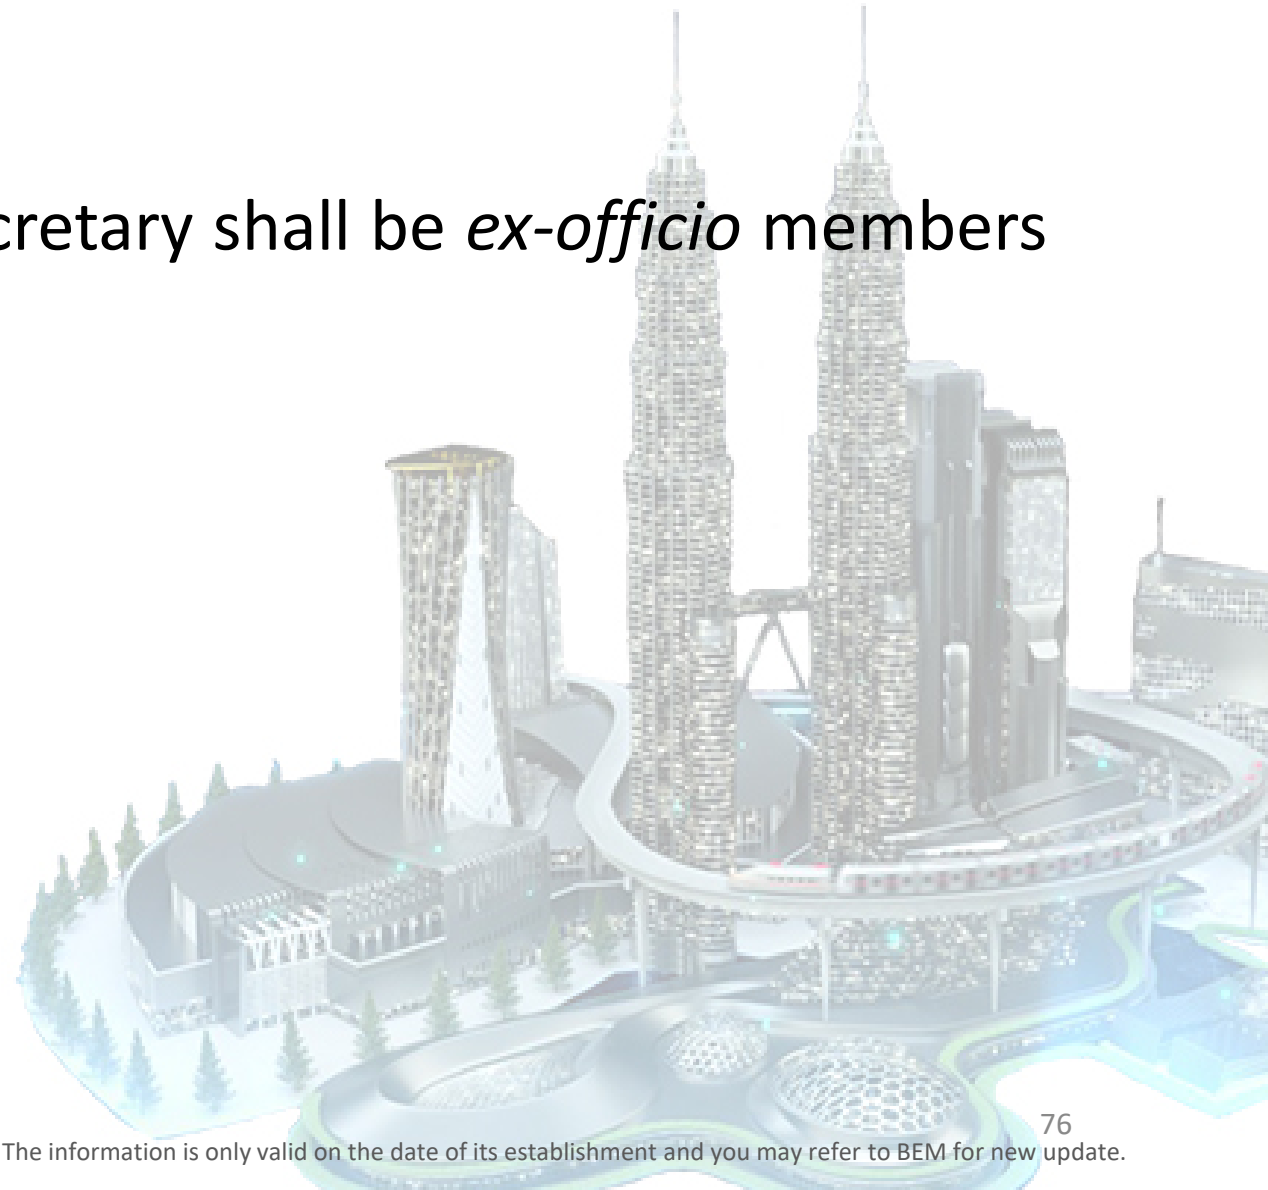 cretary shall be ex-officio members
76
The information is only valid on the date of its establishment and you may refer to BEM for new update.